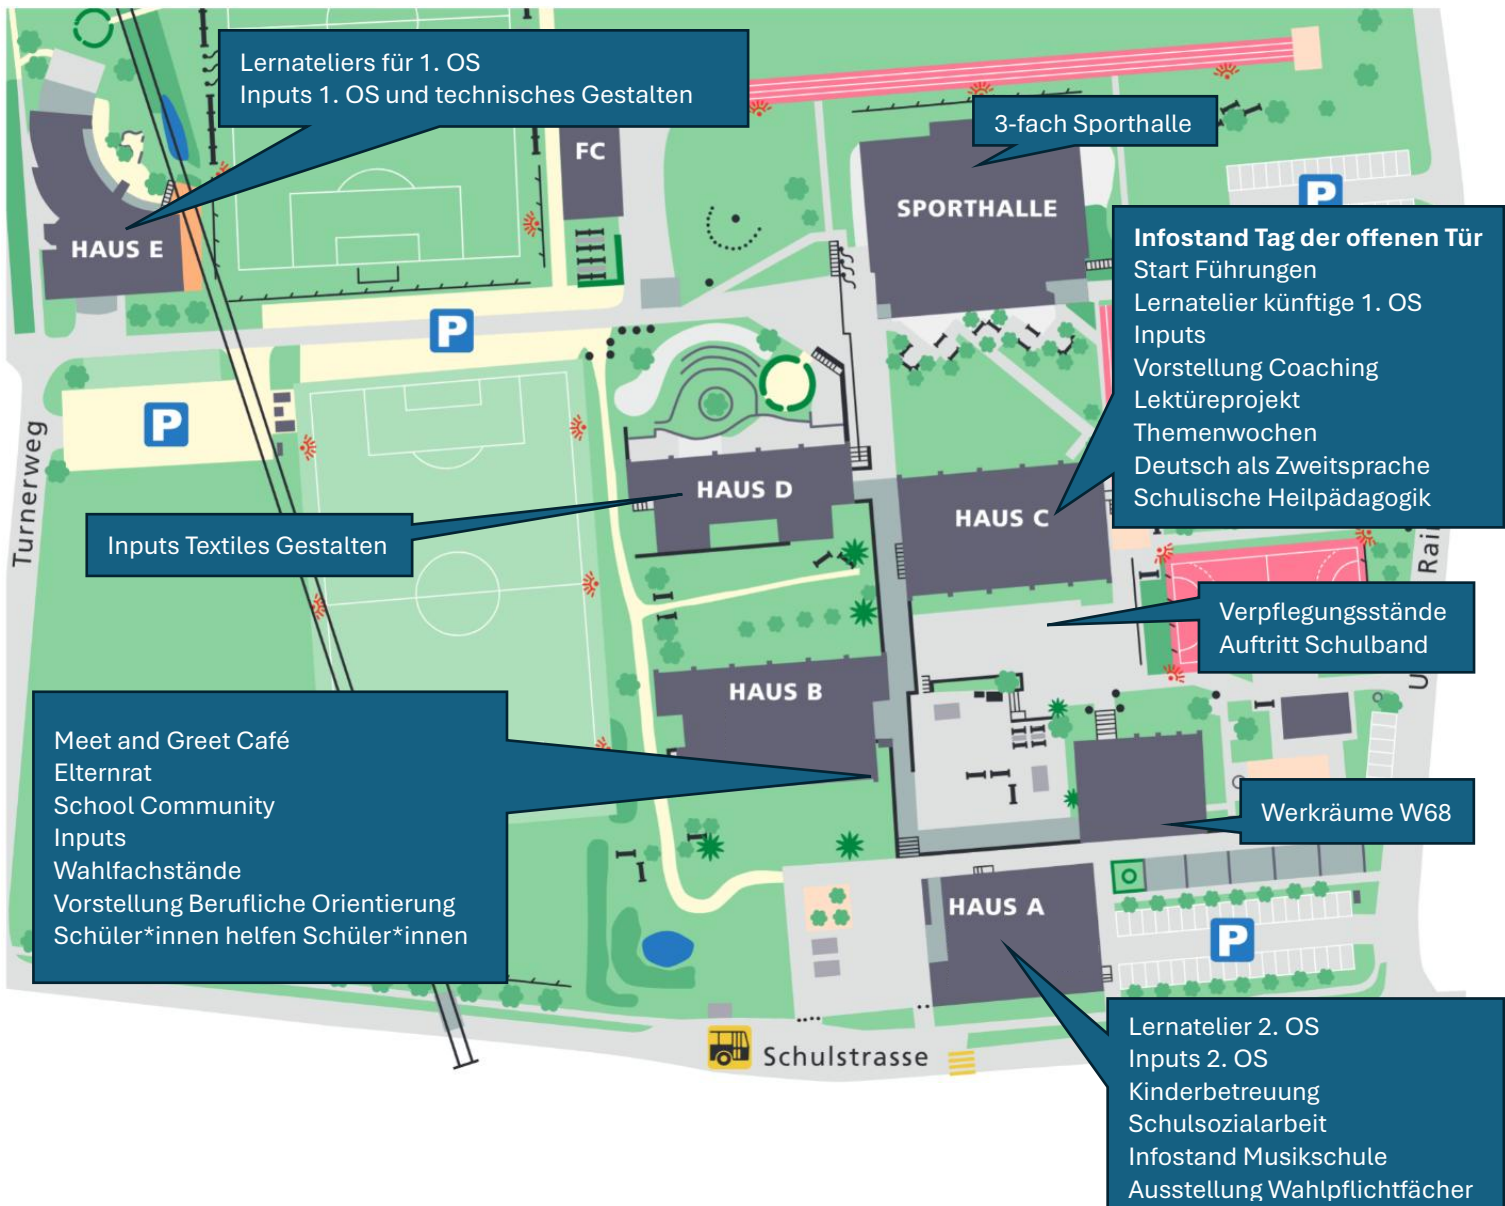 Lernateliers für 1. OS
Inputs 1. OS und technisches Gestalten
3-fach Sporthalle
FC
SPORTHALLE
P
HAUS E
Infostand Tag der offenen Tür
Start Führungen
Lernatelier künftige 1. OS
Inputs
Vorstellung Coaching
Lektüreprojekt
Themenwochen
Deutsch als Zweitsprache
Schulische Heilpädagogik
P
P
Turnerweg
HAUS D
HAUS C
Inputs Textiles Gestalten
Verpflegungsstände
Auftritt Schulband
HAUS B
Meet and Greet Café
Elternrat
School Community
Inputs
Wahlfachstände
Vorstellung Berufliche Orientierung
Schüler*innen helfen Schüler*innen
Werkräume W68
HAUS A
P
Schulstrasse
Lernatelier 2. OS
Inputs 2. OS
Kinderbetreuung
Schulsozialarbeit
Infostand Musikschule
Ausstellung Wahlpflichtfächer